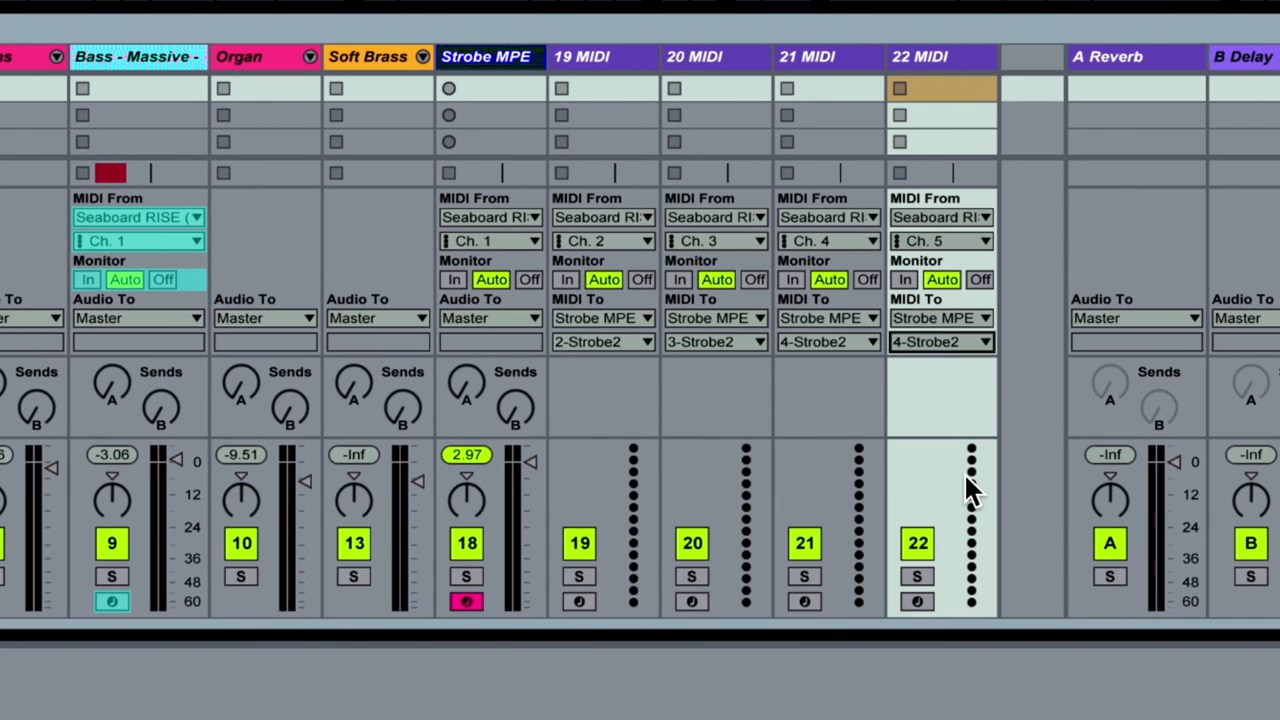 ns Bass - Massive - Organ Soft Brass Strobe MPE 19 MIDI 20 MIDI 21 MIDI 22 MIDI A Reverb B Delay
MIDI From MIDI From MIDI From MIDI From MIDI From MIDI From
Seaboard RISE ( Seaboard RI Seaboard RI Seaboard RI Seaboard RI Seaboard RI
Ch. 1 Ch. 1 Ch. 2 Ch. 3 Ch. 4 Ch. 5
Monitor Monitor Monitor Monitor Monitor Monitor
In Auto Off In Auto Off In Auto Off In Auto Off In Auto Off In Auto Off
To Audio To Audio To Audio To Audio To MIDI To MIDI To MIDI To MIDI To Audio To Audio To
er Master Master Master Master Strobe MPE Strobe MPE Strobe MPE Strobe MPE Master Master
2-Strobe2 3-Strobe2 4-Strobe2 4-Strobe2
Sends Sends Sends Sends Sends Sends
A A A A A A
B B B B B B
6 -3.06 0 -9.51 -Inf 2.97 -Inf 0 -Inf
12 12
24 24
9 10 13 18 19 20 21 22 A B
36 36
S 48 S S S S S S S S 48 S
60 60